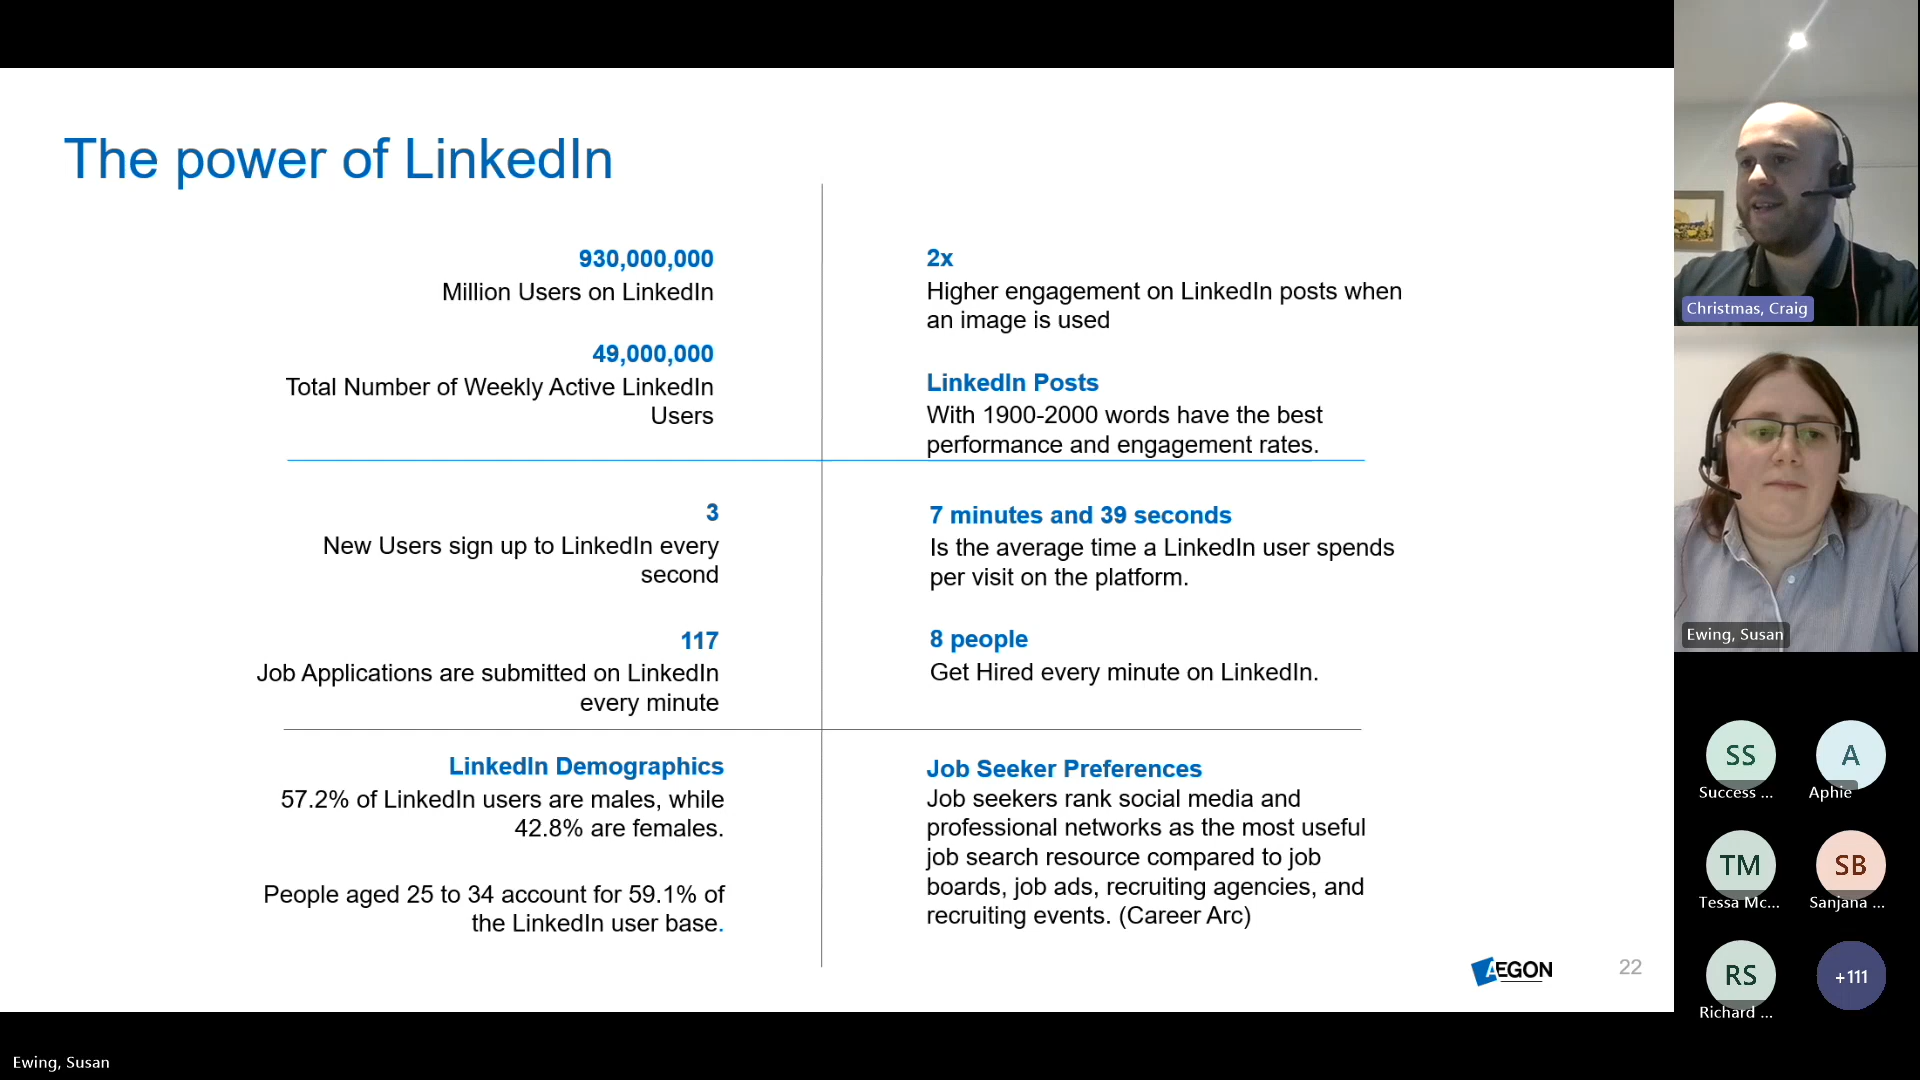 The power of LinkedIn
930,000,000
Million Users on LinkedIn
49,000,000
Total Number of Weekly Active LinkedIn
Users
2x
Higher engagement on LinkedIn posts when
an image is used
LinkedIn Posts
With 1900-2000 words have the best
performance and engagement rates.
3
New Users sign up to LinkedIn every
second
117
Job Applications are submitted on LinkedIn
every minute
7 minutes and 39 seconds
Is the average time a LinkedIn user spends
per visit on the platform.
8 people
Get Hired every minute on LinkedIn.
LinkedIn Demographics
57.2% of LinkedIn users are males, while
42.8% are females.
People aged 25 to 34 account for 59.1% of
the LinkedIn user base.
Job Seeker Preferences
Job seekers rank social media and
professional networks as the most useful
job search resource compared to job
boards, job ads, recruiting agencies, and
recruiting events. (Career Arc)
AEGON
22
Christmas, Craig
Ewing, Susan
SS
Success ...
A
Aphie
TM
Tessa Mc...
SB
Sanjana ...
RS
Richard ...
+111
Ewing, Susan